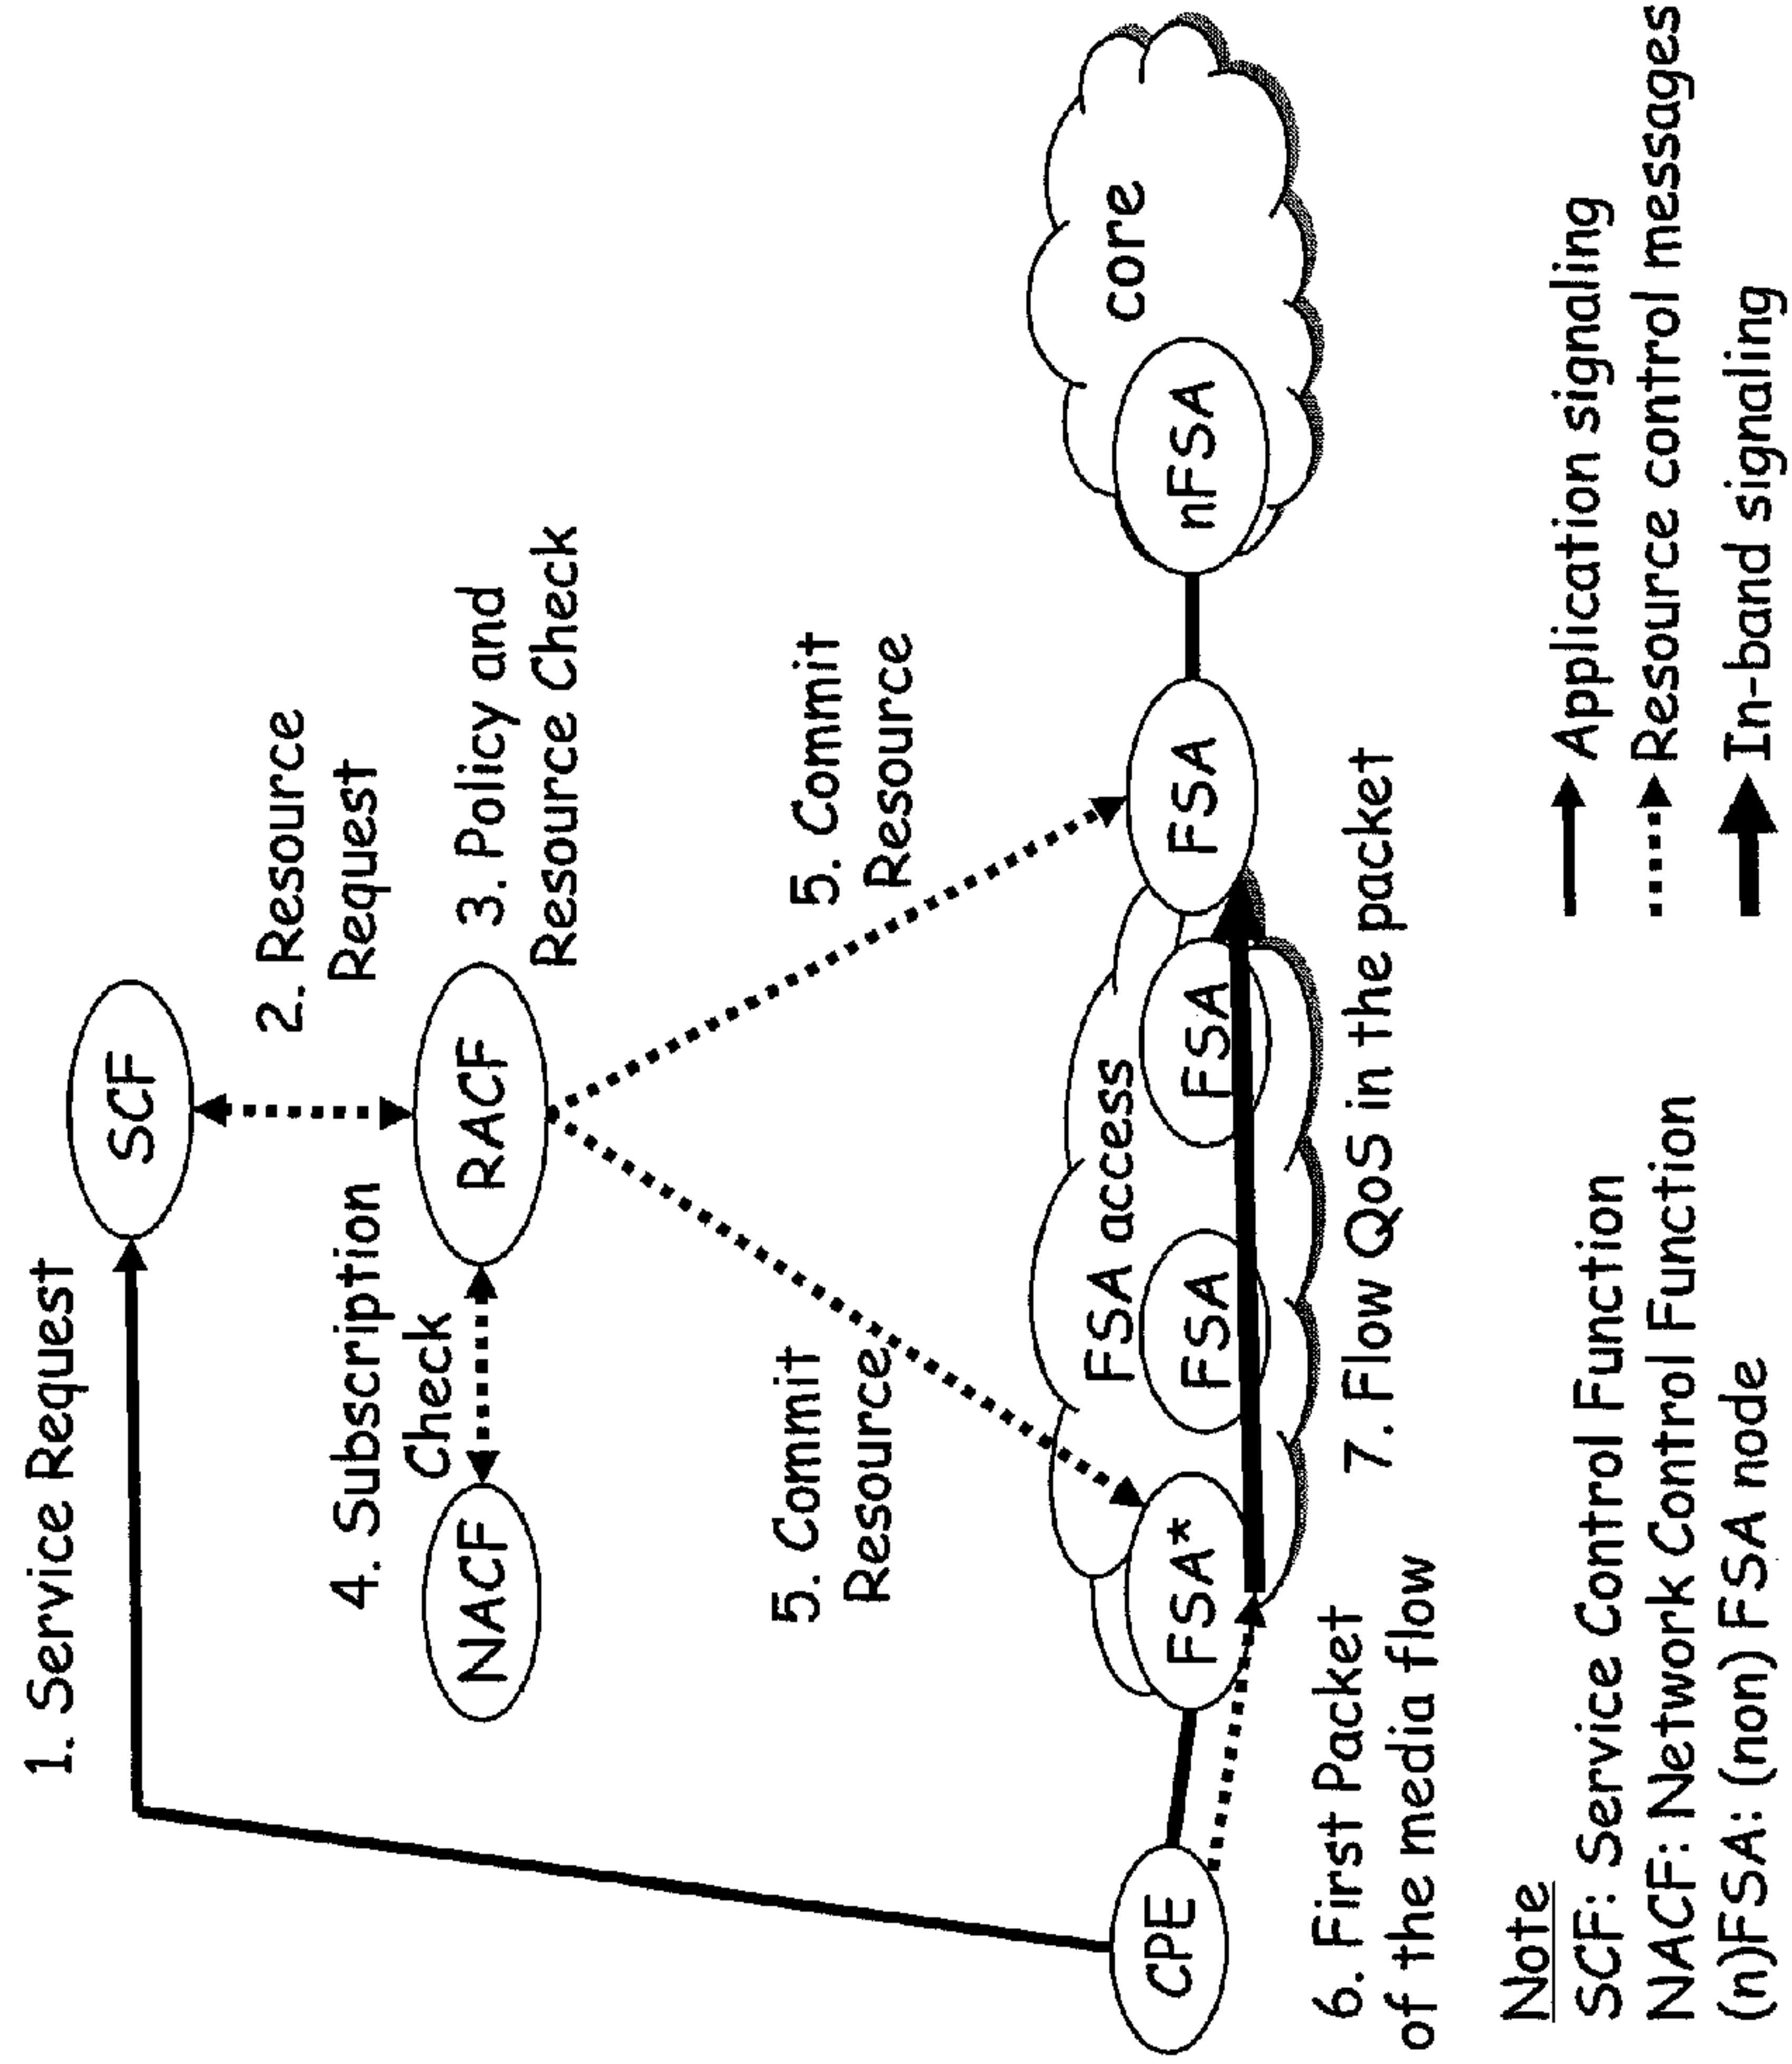 1. Service Request
SCF
2. Resource
Request
4. Subscription
Check
NACF
RACF
3. Policy and
Resource Check
5. Commit
Resource
5. Commit
Resource
CPE
FSA*
FSA access
FSA
FSA
FSA
nFSA
core
6. First Packet
of the media flow
7. Flow QoS in the packet
Note
SCF: Service Control Function
NACF: Network Control Function
(n)FSA: (non) FSA node
Application signaling
Resource control messages
In-band signaling